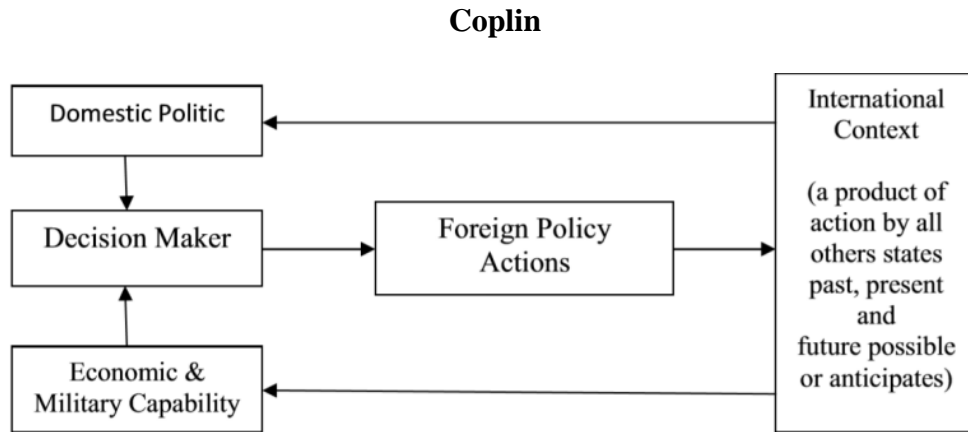 Coplin
Domestic Politic
Decision Maker
Economic &
Military Capability
Foreign Policy
Actions
International
Context
(a product of
action by all
others states
past, present
and
future possible
or anticipates)